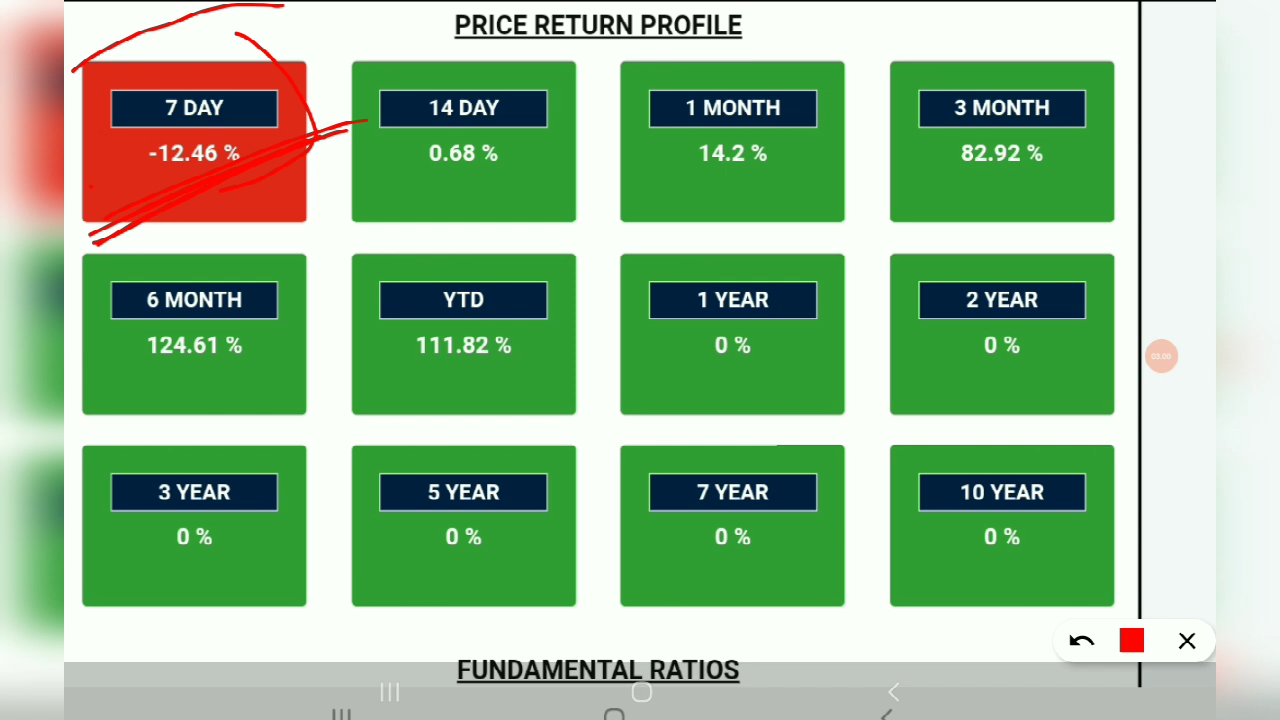 PRICE RETURN PROFILE
7 DAY
-12.46 %
14 DAY
0.68 %
1 MONTH
14.2 %
3 MONTH
82.92 %
6 MONTH
124.61 %
YTD
111.82 %
1 YEAR
0 %
2 YEAR
0 %
03:00
3 YEAR
0 %
5 YEAR
0 %
7 YEAR
0 %
10 YEAR
0 %
FUNDAMENTAL RATIOS